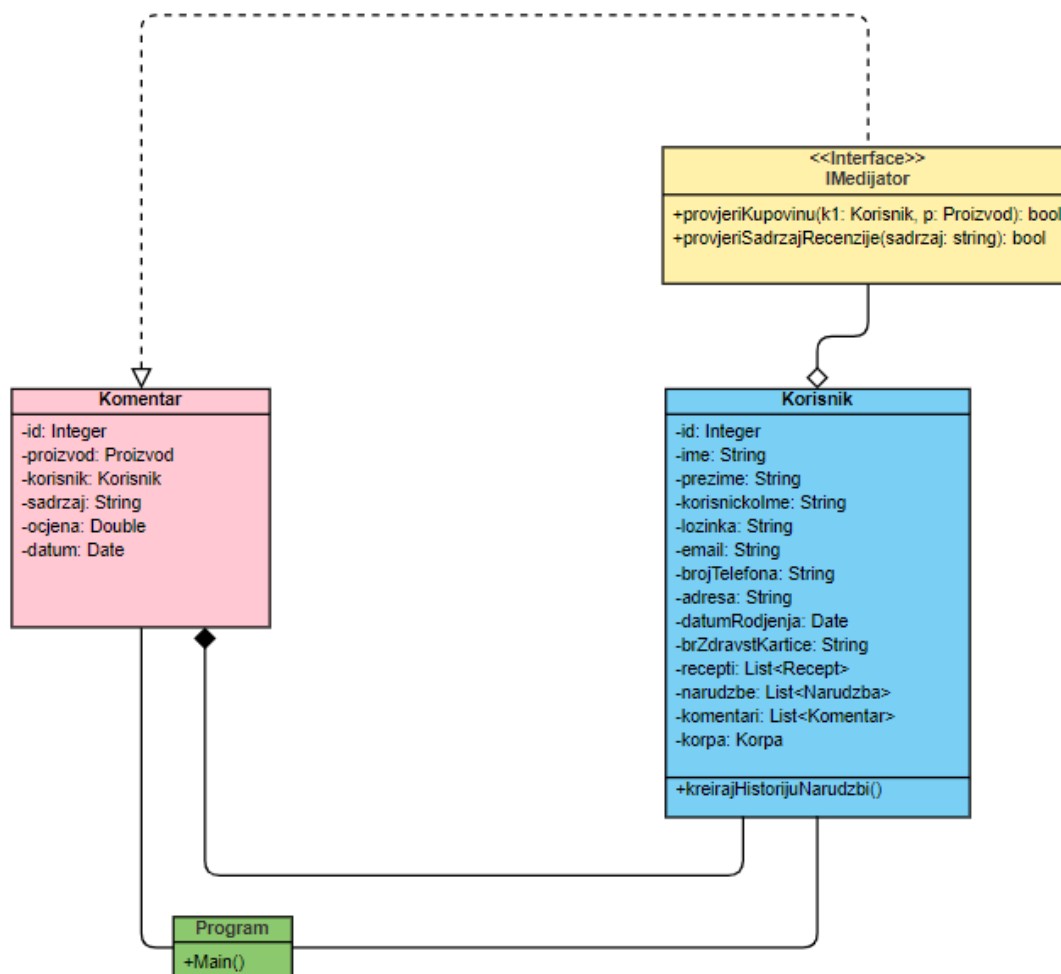 <<Interface>>
IMedijator
+provjeriKupovinu(k1: Korisnik, p: Proizvod): bool
+provjeriSadrzajRecenzije(sadrzaj: string): bool
Komentar
-id: Integer
-proizvod: Proizvod
-korisnik: Korisnik
-sadrzaj: String
-ocjena: Double
-datum: Date
Korisnik
-id: Integer
-ime: String
-prezime: String
-korisnickoIme: String
-lozinka: String
-email: String
-brojTelefona: String
-adresa: String
-datumRodjenja: Date
-brZdravstKartice: String
-recepti: List<Recept>
-narudzbe: List<Narudzba>
-komentari: List<Komentar>
-korpa: Korpa
+kreirajHistorijuNarudzbi()
Program
+Main()